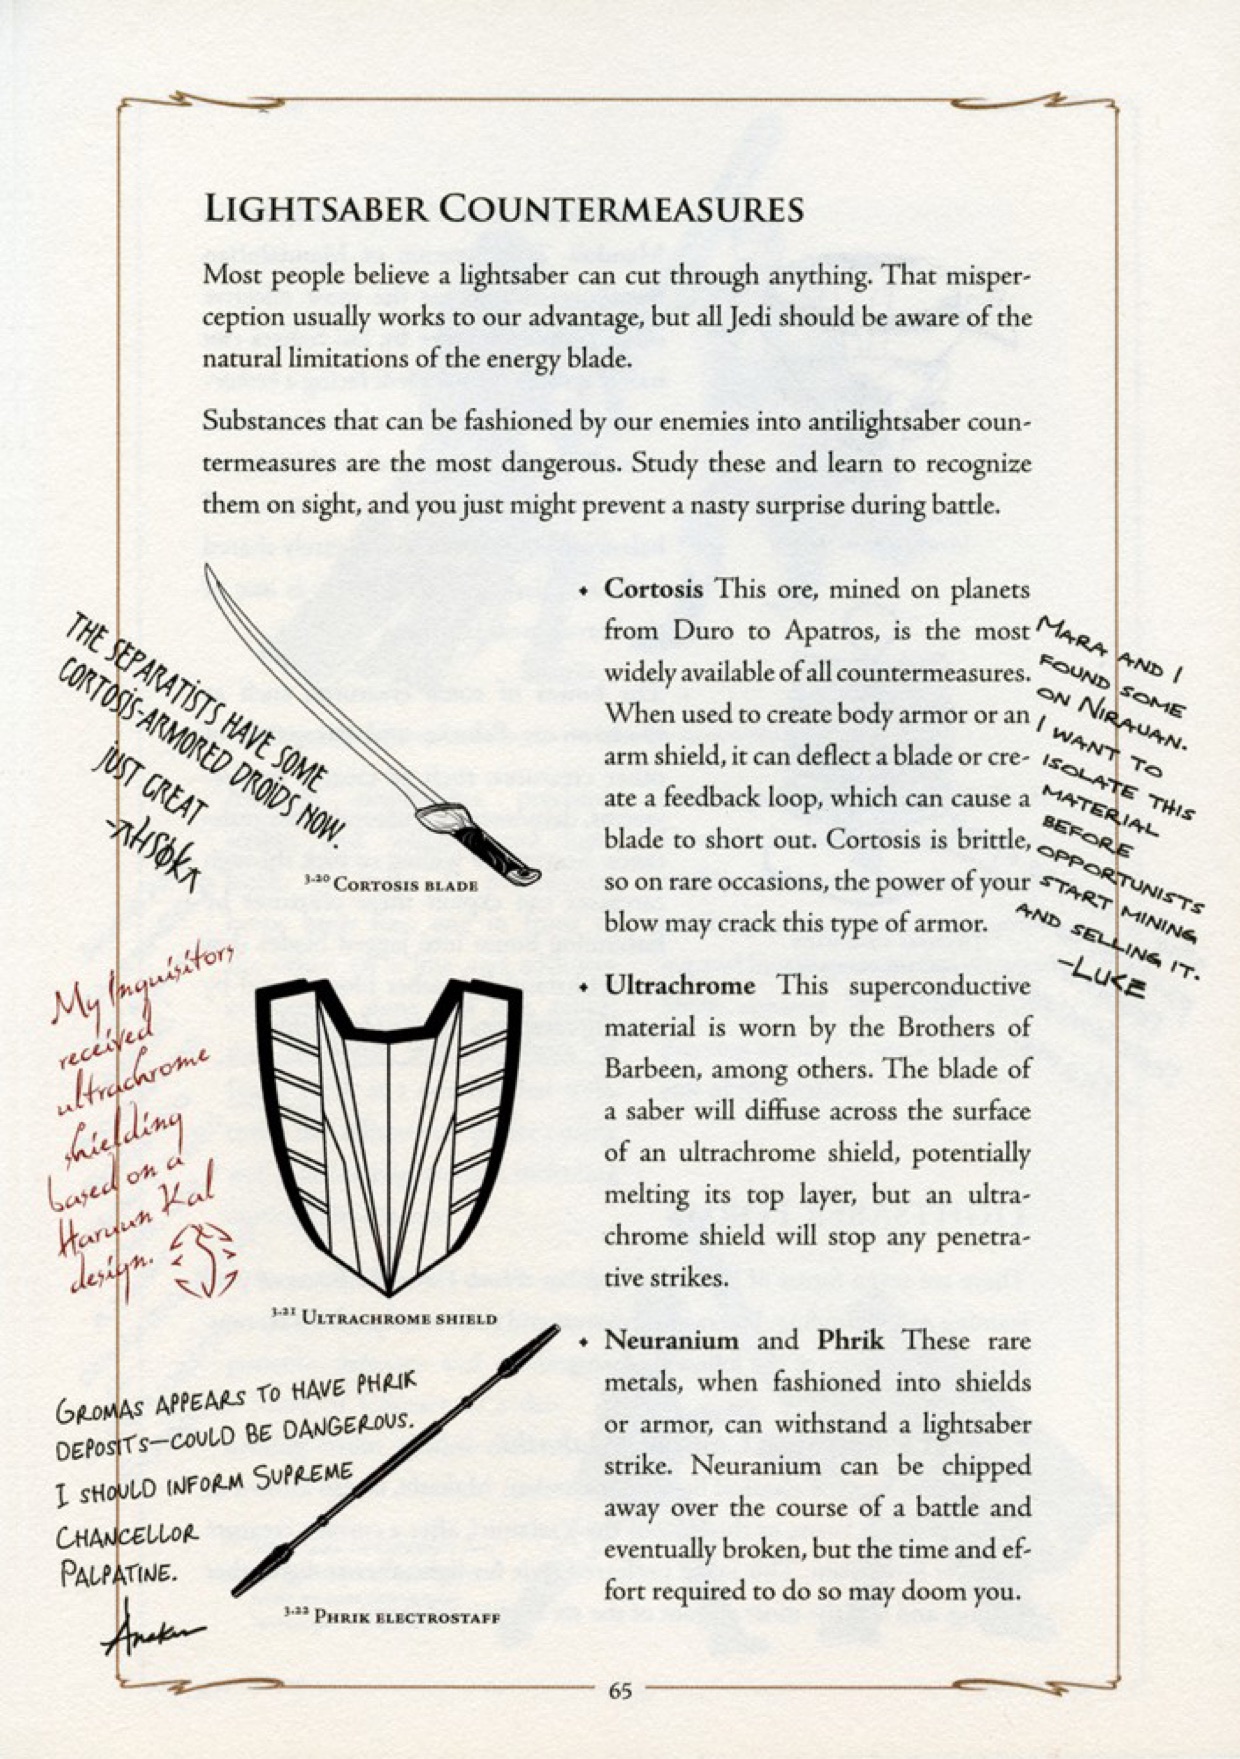 LIGHTSABER COUNTERMEASURES
Most people believe a lightsaber can cut through anything. That misper-
ception usually works to our advantage, but all Jedi should be aware of the
natural limitations of the energy blade.
Substances that can be fashioned by our enemies into antilightsaber coun-
termeasures are the most dangerous. Study these and learn to recognize
them on sight, and you just might prevent a nasty surprise during battle.
THE SEPARATISTS HAVE SOME
CORTOSIS-ARMORED DROIDS NOW.
JUST GREAT
-AHSOKA
3.20 CORTOSIS BLADE
• Cortosis This ore, mined on planets
from Duro to Apatros, is the most
widely available of all countermeasures.
When used to create body armor or an
arm shield, it can deflect a blade or cre-
ate a feedback loop, which can cause a
blade to short out. Cortosis is brittle,
so on rare occasions, the power of your
blow may crack this type of armor.
MARA AND I
FOUND SOME
ON NIRAUAN.
I WANT TO
ISOLATE THIS
MATERIAL
BEFORE
OPPORTUNISTS
START MINING
AND SELLING IT.
-LUKE
My Inquisitors
received
ultrachrome
shielding
based on a
Haruun Kal
design.
3.21 ULTRACHROME SHIELD
• Ultrachrome This superconductive
material is worn by the Brothers of
Barbeen, among others. The blade of
a saber will diffuse across the surface
of an ultrachrome shield, potentially
melting its top layer, but an ultra-
chrome shield will stop any penetra-
tive strikes.
GROMAS APPEARS TO HAVE PHRIK
DEPOSITS—COULD BE DANGEROUS.
I SHOULD INFORM SUPREME
CHANCELLOR
PALPATINE.
Anakin
3.22 PHRIK ELECTROSTAFF
• Neuranium and Phrik These rare
metals, when fashioned into shields
or armor, can withstand a lightsaber
strike. Neuranium can be chipped
away over the course of a battle and
eventually broken, but the time and ef-
fort required to do so may doom you.
65